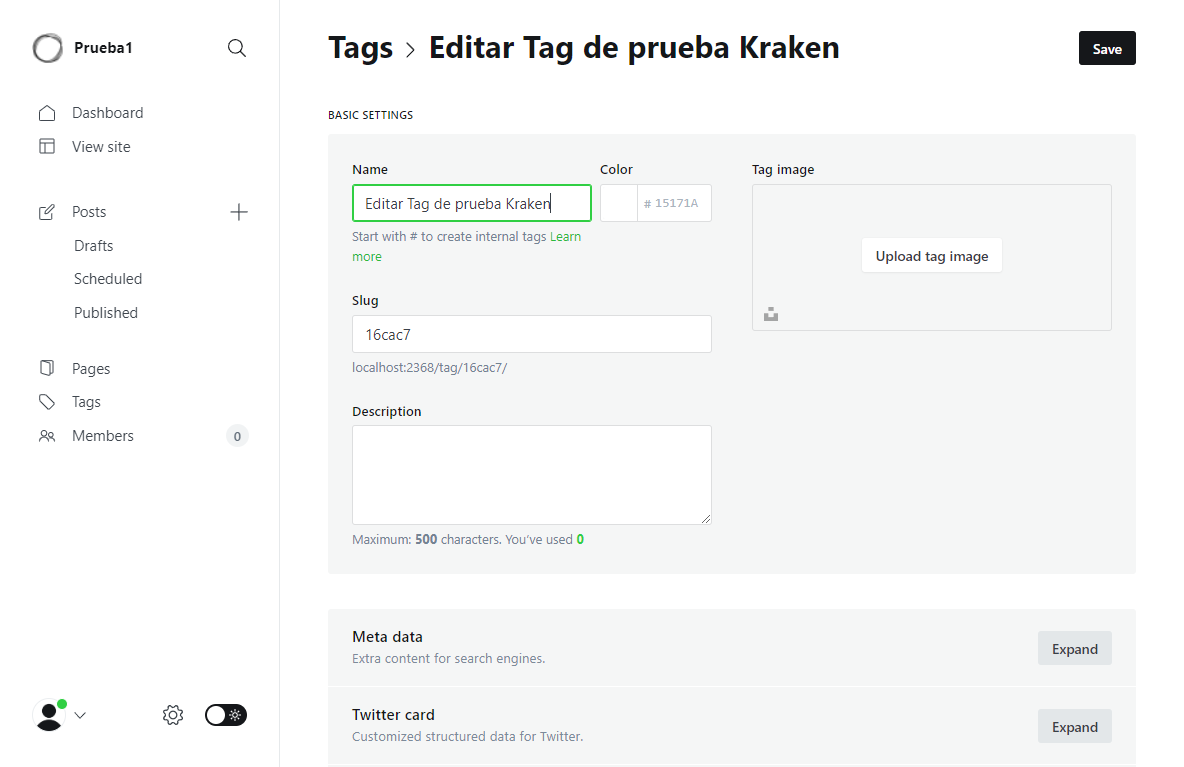 Prueba1
Dashboard
View site
Posts
Drafts
Scheduled
Published
Pages
Tags
Members
0
Tags > Editar Tag de prueba Kraken
Save
BASIC SETTINGS
Name
Editar Tag de prueba Kraken
Start with # to create internal tags Learn
more
Color
# 15171A
Slug
16cac7
localhost:2368/tag/16cac7/
Description
Maximum: 500 characters. You’ve used 0
Tag image
Upload tag image
Meta data
Extra content for search engines.
Expand
Twitter card
Customized structured data for Twitter.
Expand